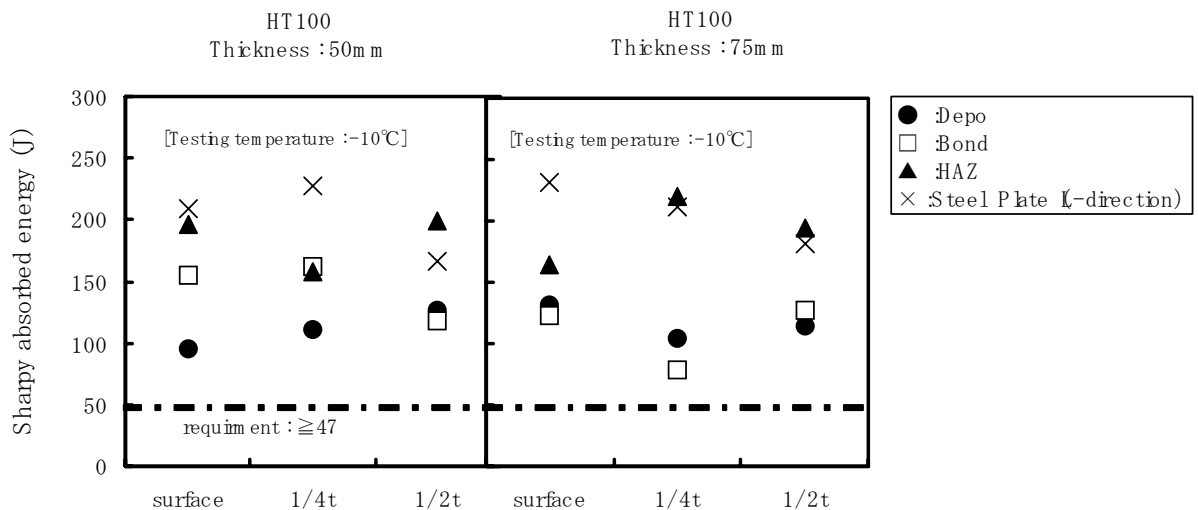 HT100
Thickness:50mm
HT100
Thickness:75mm
Sharpy absorbed energy (J)
300
250
200
150
100
50
0
[Testing temperature:-10℃]
[Testing temperature:-10℃]
requirment:≧47
surface 1/4t 1/2t
surface 1/4t 1/2t
:Depo
:Bond
:HAZ
:Steel Plate (L-direction)